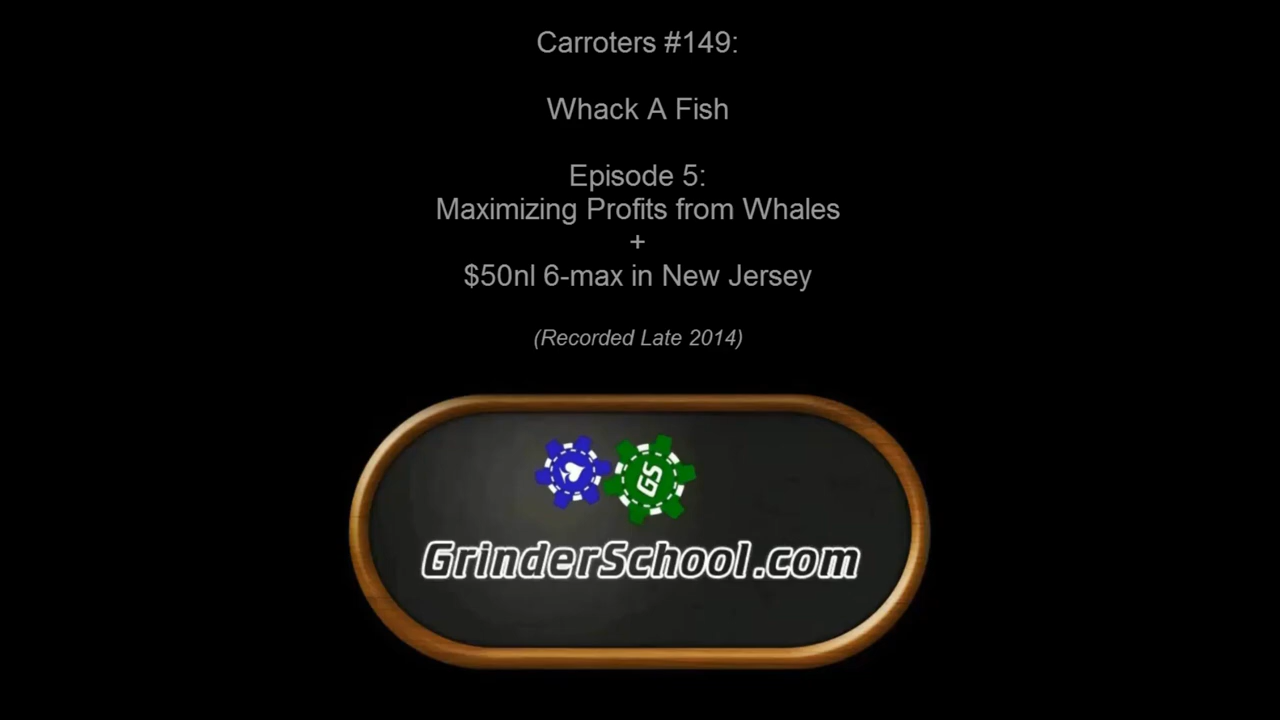 Carroters #149:
Whack A Fish
Episode 5:
Maximizing Profits from Whales
+
$50nl 6-max in New Jersey
(Recorded Late 2014)
GS
GrinderSchool.com